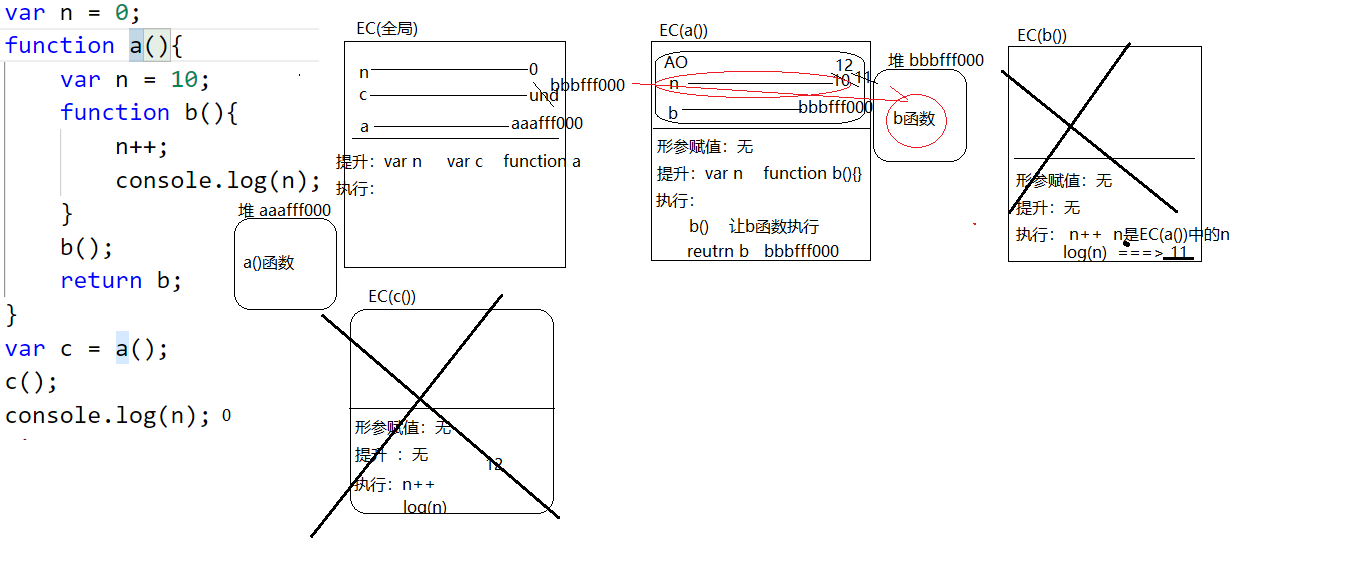 var n = 0;
function a(){
    var n = 10;
    function b(){
        n++;
        console.log(n);
    }
    b();
    return b;
}
var c = a();
c();
console.log(n); 0
堆 aaafff000
a()函数
EC(全局)
n 0
c und bbbfff000
a aaafff000
提升：var n var c function a
执行：
EC(a())
AO
12
n 10 11
b bbbfff000
形参赋值：无
提升：var n function b(){}
执行：
b() 让b函数执行
reutrn b bbbfff000
堆 bbbfff000
b函数
EC(b())
形参赋值：无
提升：无
执行： n++ n是EC(a())中的n
log(n) ===> 11
EC(c())
形参赋值：无
提升 ：无
12
执行：n++
log(n)